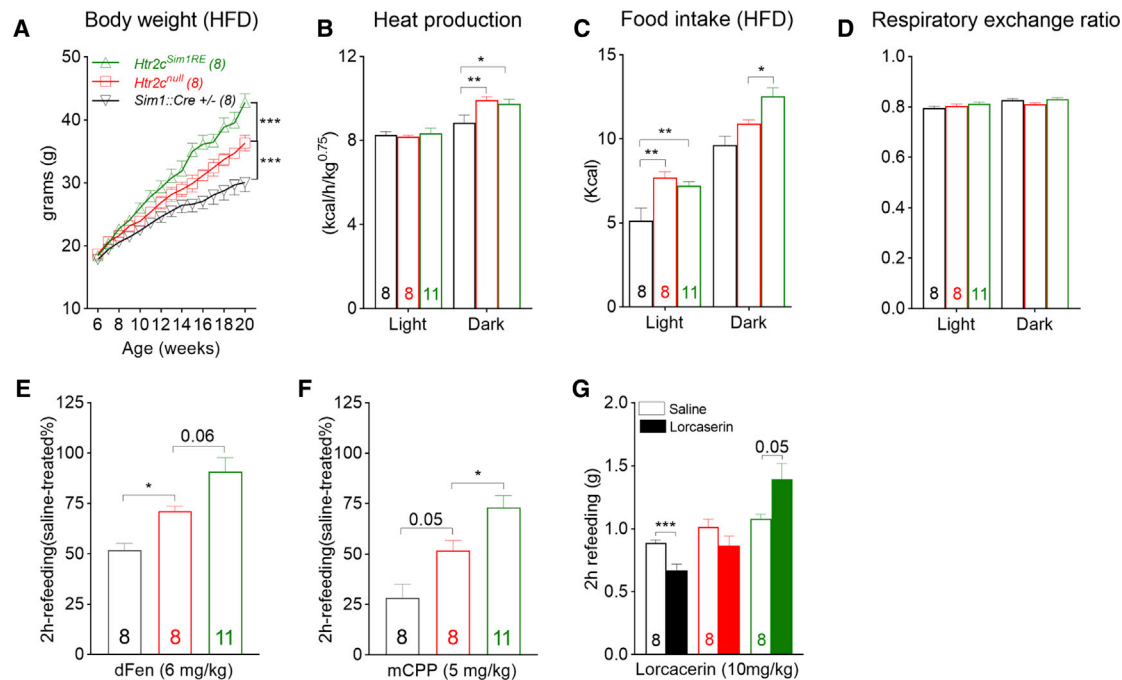 A Body weight (HFD)
grams (g)
50
40
30
20
10
Htr2c^Sim1RE (8)
Htr2c^null (8)
Sim1::Cre +/- (8)
***
***
6 8 10 12 14 16 18 20
Age (weeks)
B Heat production
(kcal/h/kg^0.75)
12
8
4
0
*
**
8 8 11
Light Dark
C Food intake (HFD)
(Kcal)
15
10
5
0
*
**
**
8 8 11
Light Dark
D Respiratory exchange ratio
1.0
0.8
0.6
0.4
0.2
0.0
8 8 11
Light Dark
E
2h-refeeding(saline-treated%)
125
100
75
50
25
0
0.06
*
8 8 11
dFen (6 mg/kg)
F
2h-refeeding(saline-treated%)
125
100
75
50
25
0
*
0.05
8 8 11
mCPP (5 mg/kg)
G
2h refeeding (g)
2.0
1.5
1.0
0.5
0.0
Saline
Lorcaserin
0.05
***
8 8 8
Lorcacerin (10mg/kg)